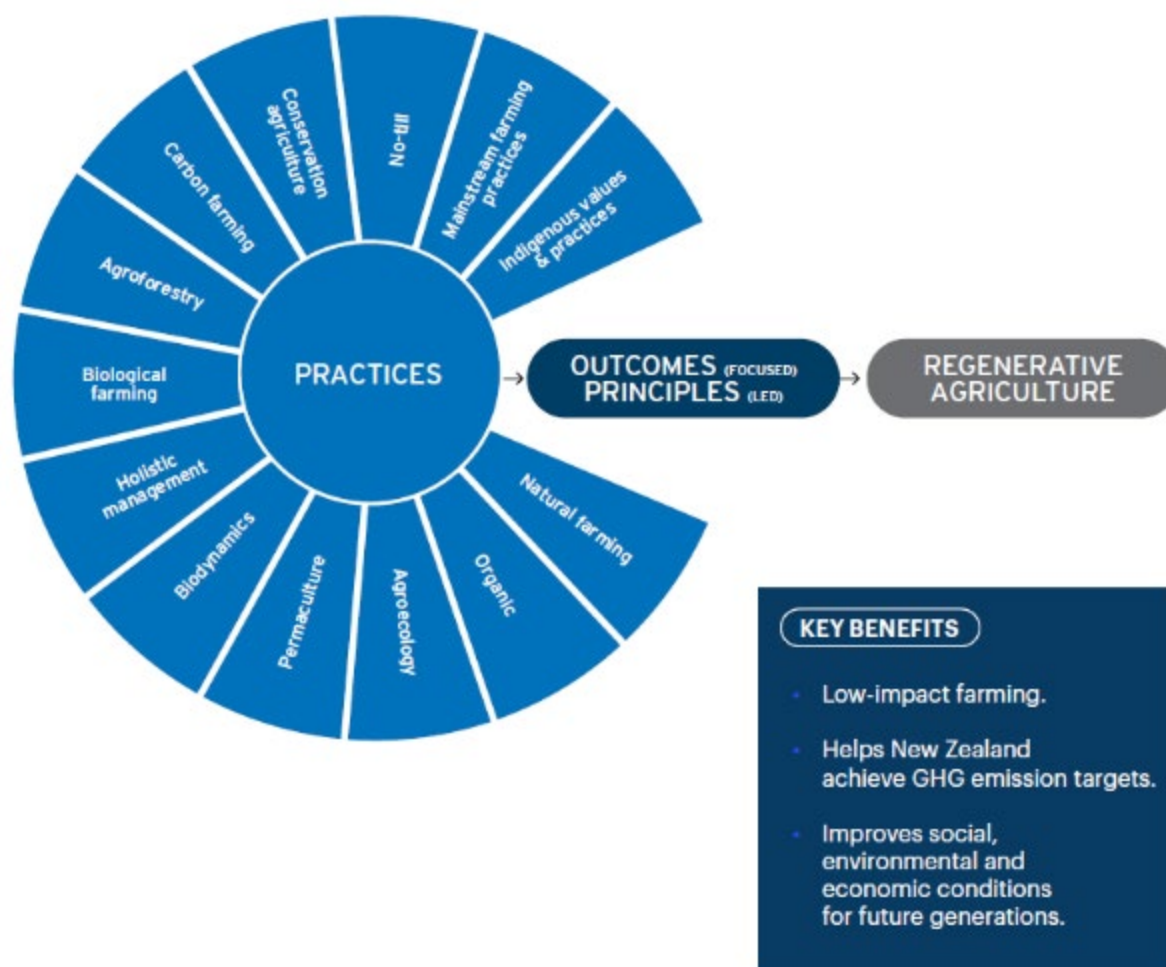 Indigenous values
& practices
Mainstream farming
practices
No-till
Conservation
agriculture
Carbon farming
Agroforestry
Biological
farming
Holistic
management
Biodynamics
Permaculture
Agroecology
Organic
Natural farming
PRACTICES
OUTCOMES (FOCUSED)
PRINCIPLES (LED)
REGENERATIVE
AGRICULTURE
KEY BENEFITS
• Low-impact farming.
• Helps New Zealand
achieve GHG emission targets.
• Improves social,
environmental and
economic conditions
for future generations.